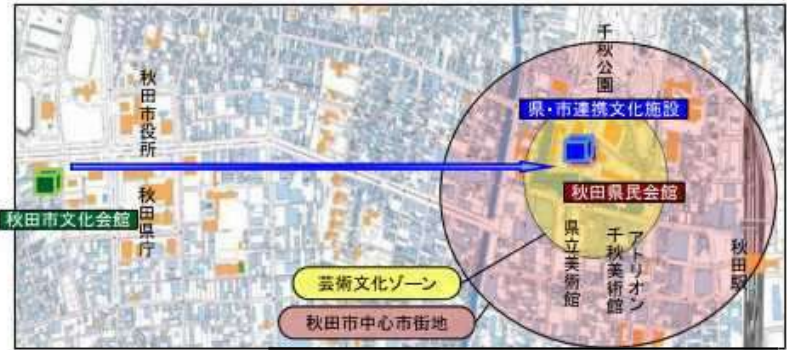 千秋公園
県・市連携文化施設
秋田市役所
秋田県民会館
秋田市文化会館
秋田県庁
県立美術館
千秋美術館
アトリオン
秋田駅
芸術文化ゾーン
秋田市中心市街地